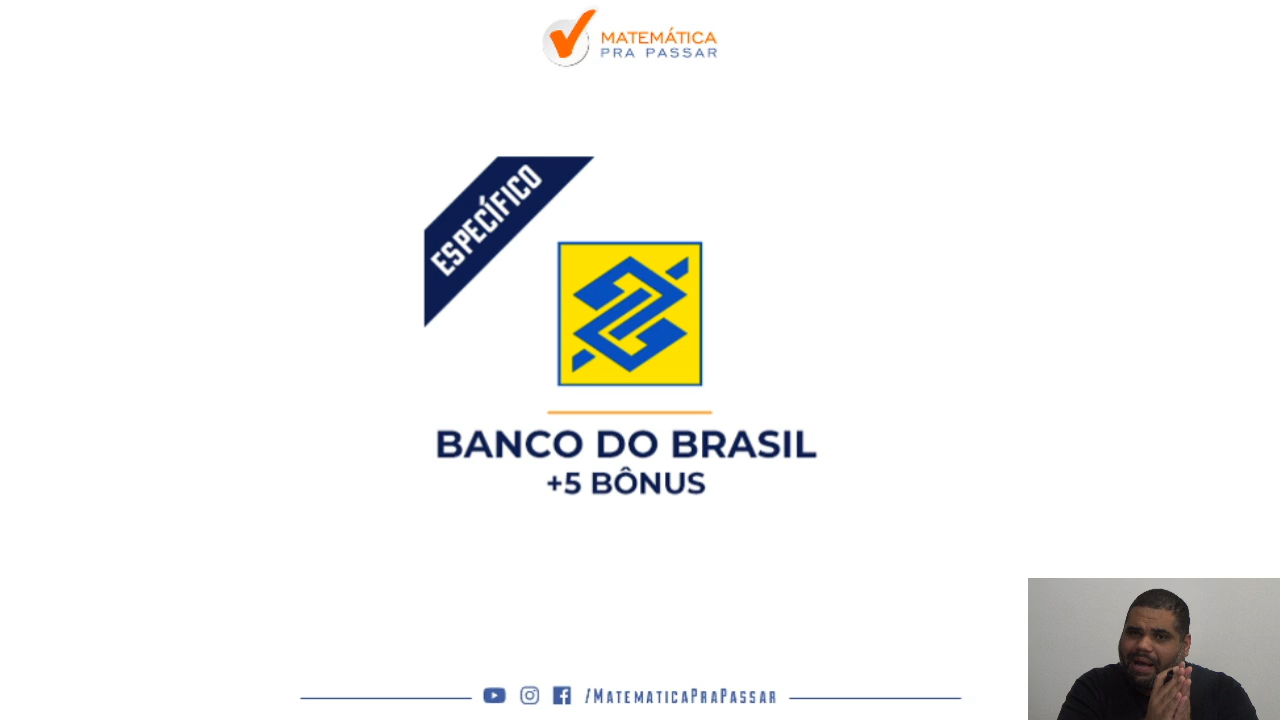 MATEMÁTICA
PRA PASSAR
ESPECÍFICO
BANCO DO BRASIL
+5 BÔNUS
/MATEMATICAPRAPASSAR